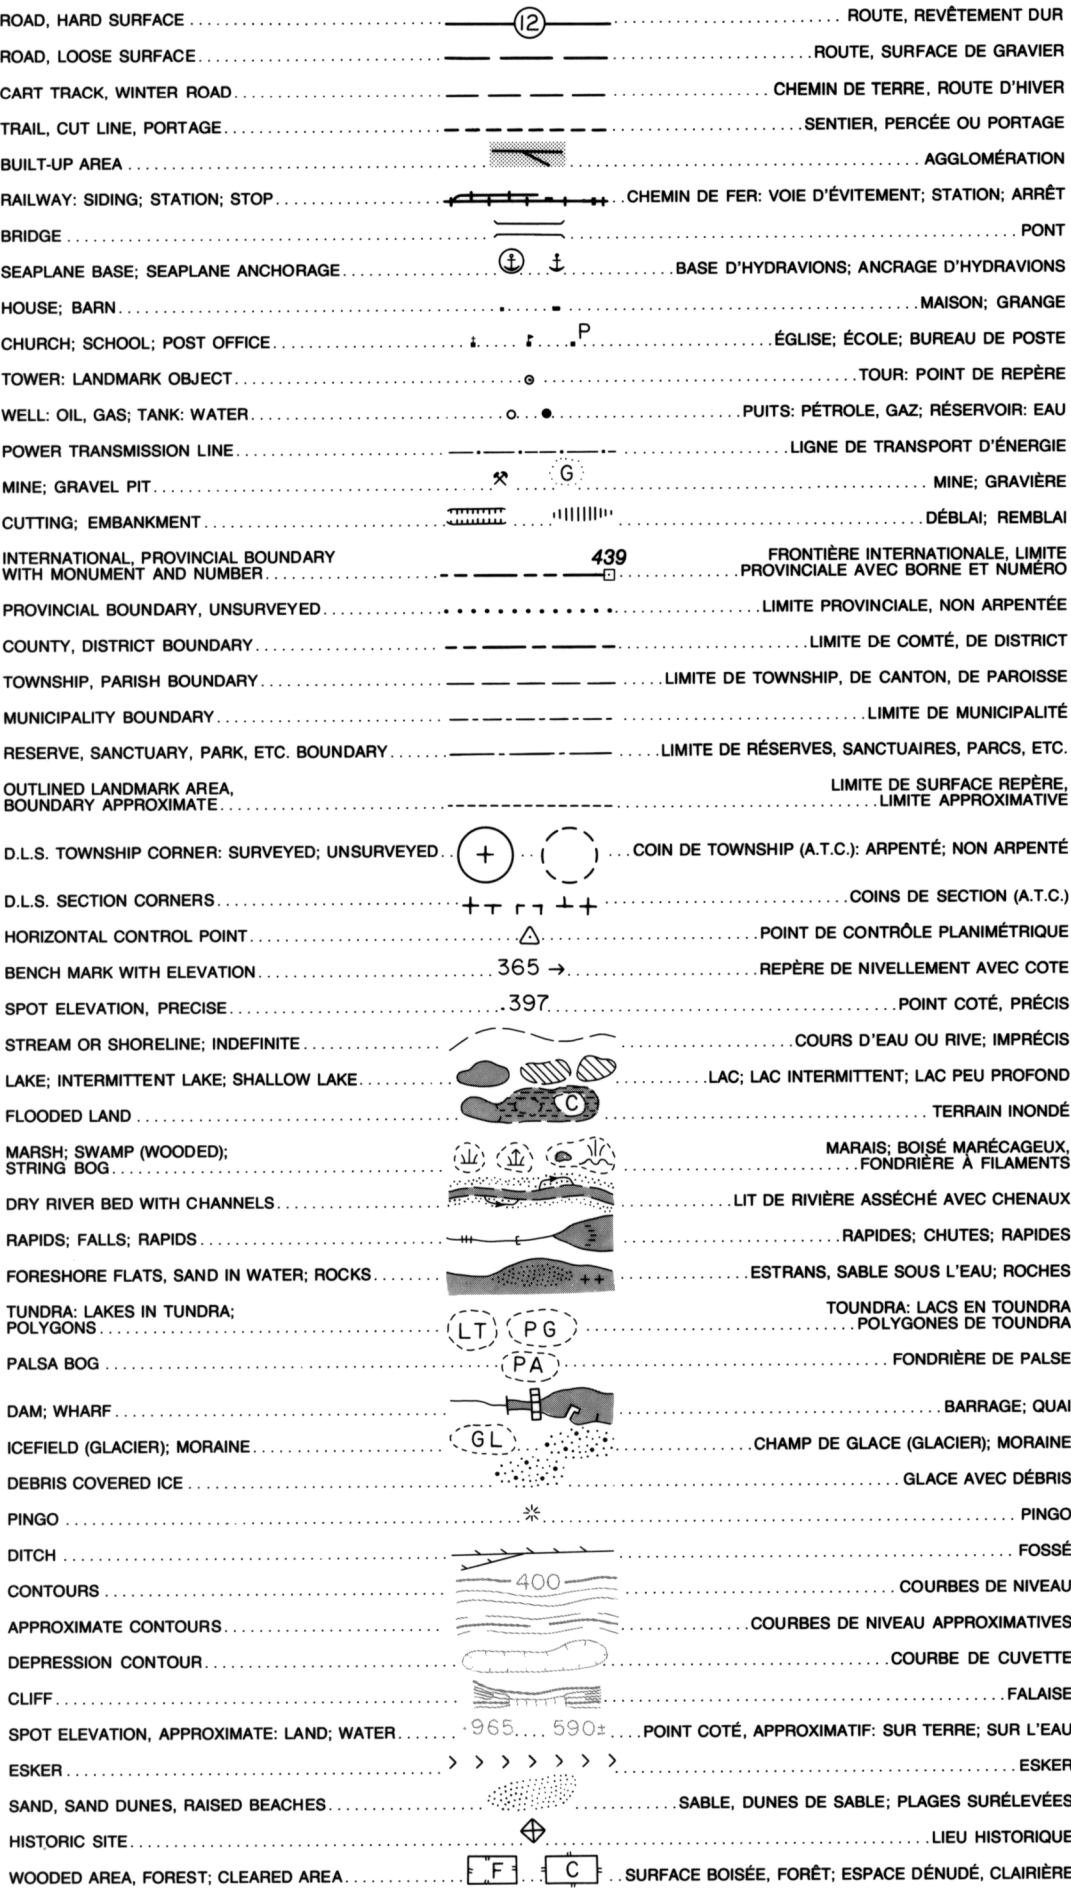 ROAD, HARD SURFACE 12 ROUTE, REVÊTEMENT DUR
ROAD, LOOSE SURFACE ROUTE, SURFACE DE GRAVIER
CART TRACK, WINTER ROAD CHEMIN DE TERRE, ROUTE D'HIVER
TRAIL, CUT LINE, PORTAGE SENTIER, PERCÉE OU PORTAGE
BUILT-UP AREA AGGLOMÉRATION
RAILWAY: SIDING; STATION; STOP CHEMIN DE FER: VOIE D'ÉVITEMENT; STATION; ARRÊT
BRIDGE PONT
SEAPLANE BASE; SEAPLANE ANCHORAGE BASE D'HYDRAVIONS; ANCRAGE D'HYDRAVIONS
HOUSE; BARN MAISON; GRANGE
CHURCH; SCHOOL; POST OFFICE P ÉGLISE; ÉCOLE; BUREAU DE POSTE
TOWER: LANDMARK OBJECT TOUR: POINT DE REPÈRE
WELL: OIL, GAS; TANK: WATER PUITS: PÉTROLE, GAZ; RÉSERVOIR: EAU
POWER TRANSMISSION LINE LIGNE DE TRANSPORT D'ÉNERGIE
MINE; GRAVEL PIT G MINE; GRAVIÈRE
CUTTING; EMBANKMENT DÉBLAI; REMBLAI
INTERNATIONAL, PROVINCIAL BOUNDARY 439 FRONTIÈRE INTERNATIONALE, LIMITE
WITH MONUMENT AND NUMBER PROVINCIALE AVEC BORNE ET NUMÉRO
PROVINCIAL BOUNDARY, UNSURVEYED LIMITE PROVINCIALE, NON ARPENTÉE
COUNTY, DISTRICT BOUNDARY LIMITE DE COMTÉ, DE DISTRICT
TOWNSHIP, PARISH BOUNDARY LIMITE DE TOWNSHIP, DE CANTON, DE PAROISSE
MUNICIPALITY BOUNDARY LIMITE DE MUNICIPALITÉ
RESERVE, SANCTUARY, PARK, ETC. BOUNDARY LIMITE DE RÉSERVES, SANCTUAIRES, PARCS, ETC.
OUTLINED LANDMARK AREA, LIMITE DE SURFACE REPÈRE,
BOUNDARY APPROXIMATE LIMITE APPROXIMATIVE
D.L.S. TOWNSHIP CORNER: SURVEYED; UNSURVEYED COIN DE TOWNSHIP (A.T.C.): ARPENTÉ; NON ARPENTÉ
D.L.S. SECTION CORNERS COINS DE SECTION (A.T.C.)
HORIZONTAL CONTROL POINT POINT DE CONTRÔLE PLANIMÉTRIQUE
BENCH MARK WITH ELEVATION 365 → REPÈRE DE NIVELLEMENT AVEC COTE
SPOT ELEVATION, PRECISE .397 POINT COTÉ, PRÉCIS
STREAM OR SHORELINE; INDEFINITE COURS D'EAU OU RIVE; IMPRÉCIS
LAKE; INTERMITTENT LAKE; SHALLOW LAKE LAC; LAC INTERMITTENT; LAC PEU PROFOND
FLOODED LAND C TERRAIN INONDÉ
MARSH; SWAMP (WOODED); MARAIS; BOISÉ MARÉCAGEUX,
STRING BOG FONDRIÈRE À FILAMENTS
DRY RIVER BED WITH CHANNELS LIT DE RIVIÈRE ASSÉCHÉ AVEC CHENAUX
RAPIDS; FALLS; RAPIDS RAPIDES; CHUTES; RAPIDES
FORESHORE FLATS, SAND IN WATER; ROCKS ESTRANS, SABLE SOUS L'EAU; ROCHES
TUNDRA: LAKES IN TUNDRA; TOUNDRA: LACS EN TOUNDRA
POLYGONS LT PG POLYGONES DE TOUNDRA
PALSA BOG PA FONDRIÈRE DE PALSE
DAM; WHARF BARRAGE; QUAI
ICEFIELD (GLACIER); MORAINE GL CHAMP DE GLACE (GLACIER); MORAINE
DEBRIS COVERED ICE GLACE AVEC DÉBRIS
PINGO PINGO
DITCH FOSSÉ
CONTOURS 400 COURBES DE NIVEAU
APPROXIMATE CONTOURS COURBES DE NIVEAU APPROXIMATIVES
DEPRESSION CONTOUR COURBE DE CUVETTE
CLIFF FALAISE
SPOT ELEVATION, APPROXIMATE: LAND; WATER .965 590± POINT COTÉ, APPROXIMATIF: SUR TERRE; SUR L'EAU
ESKER ESKER
SAND, SAND DUNES, RAISED BEACHES SABLE, DUNES DE SABLE; PLAGES SURÉLEVÉES
HISTORIC SITE LIEU HISTORIQUE
WOODED AREA, FOREST; CLEARED AREA F C SURFACE BOISÉE, FORÊT; ESPACE DÉNUDÉ, CLAIRIÈRE